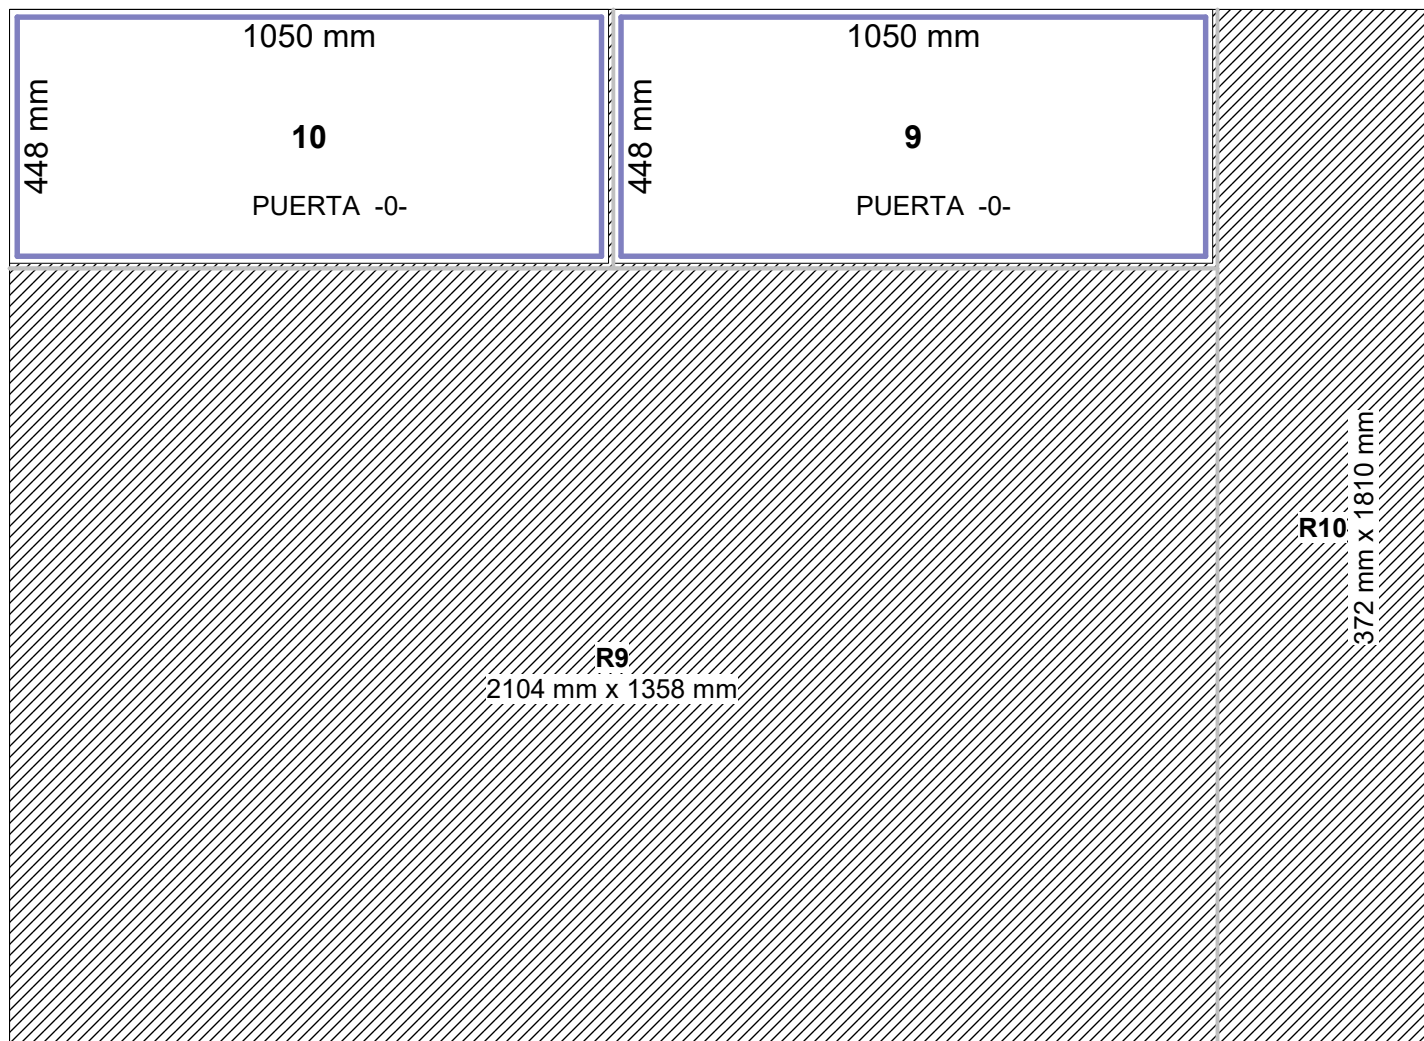 1050 mm
448 mm
10
PUERTA -0-
1050 mm
448 mm
9
PUERTA -0-
R9
2104 mm x 1358 mm
R10
372 mm x 1810 mm